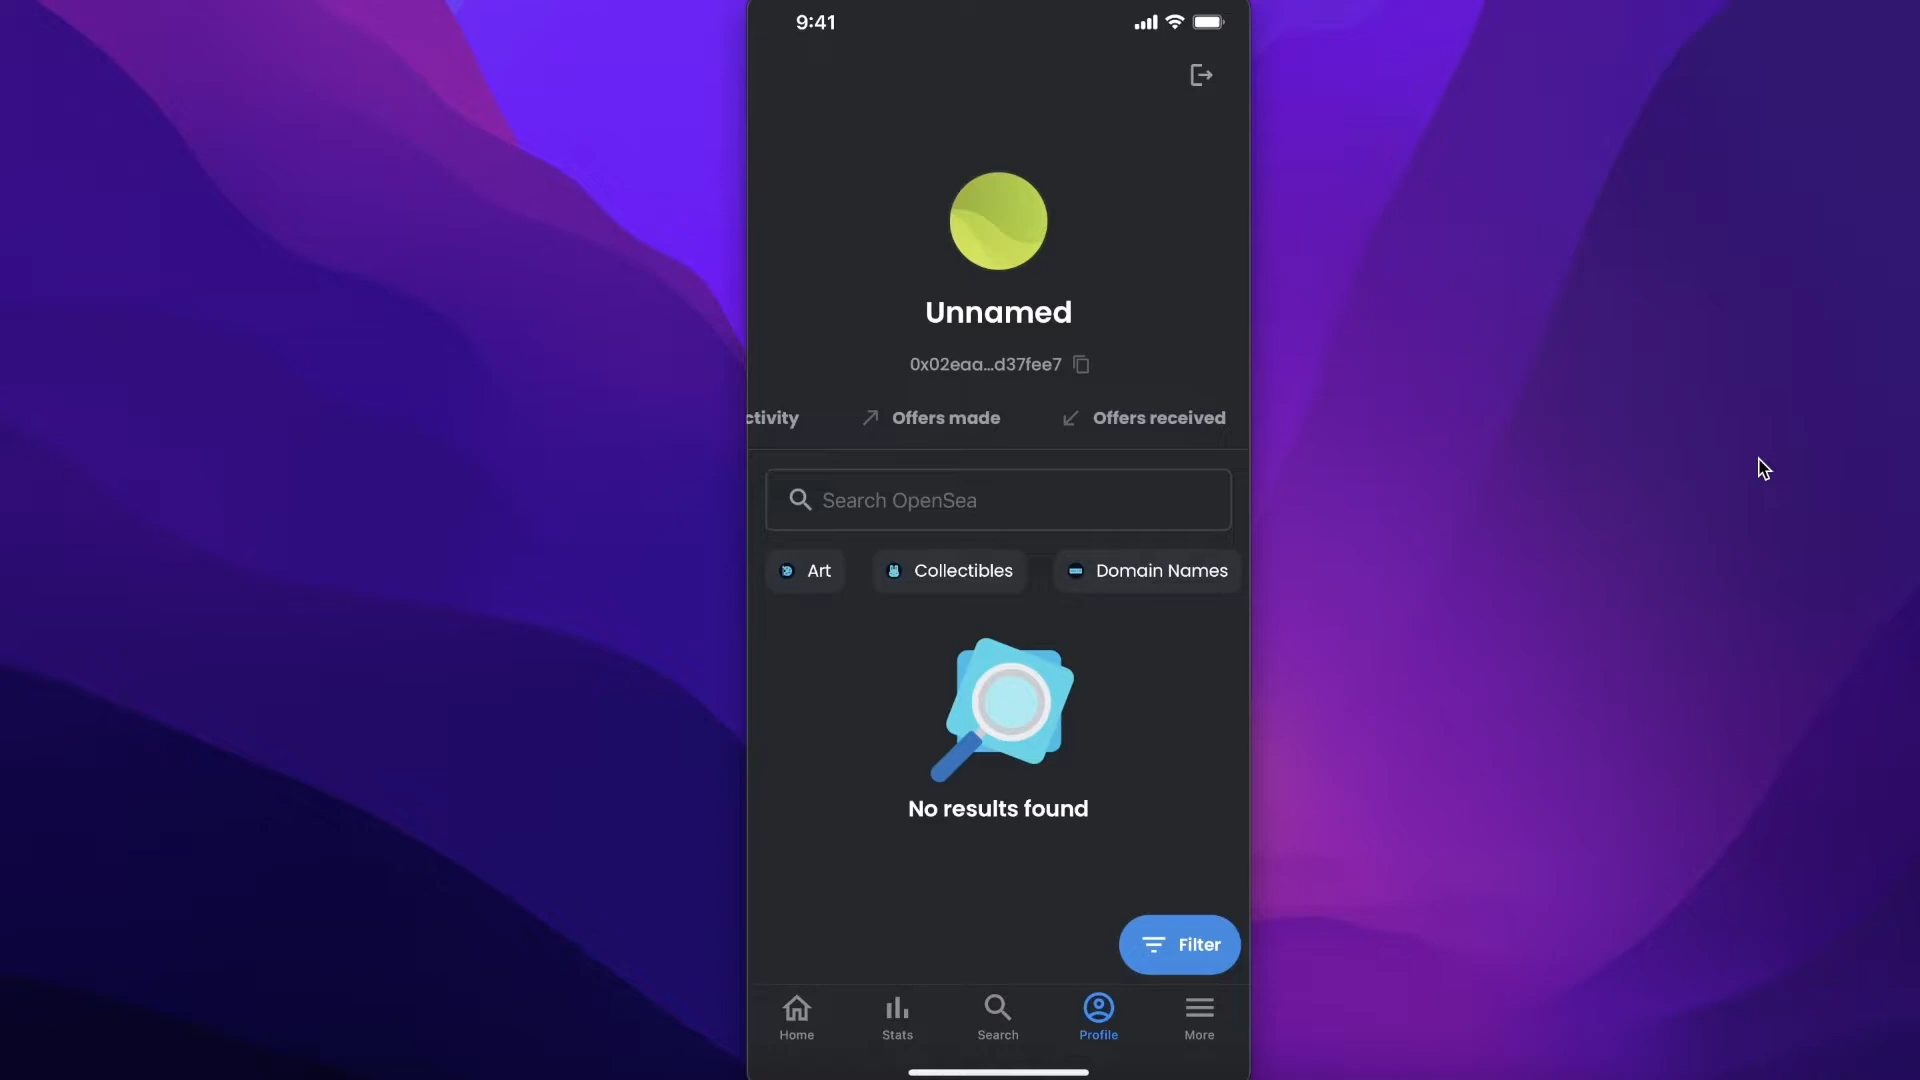 9:41
Unnamed
0x02eaa...d37fee7
ctivity Offers made Offers received
Search OpenSea
Art Collectibles Domain Names
No results found
Filter
Home Stats Search Profile More